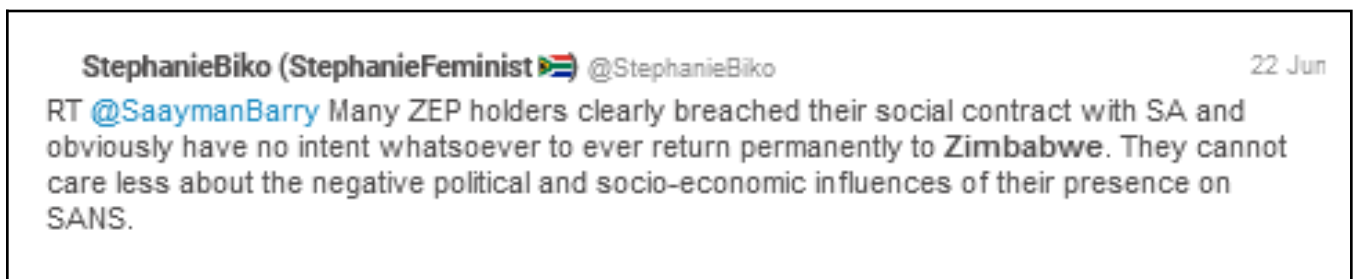 StephanieBiko (StephanieFeminist🇿🇦) @StephanieBiko 22 Jun
RT @SaaymanBarry Many ZEP holders clearly breached their social contract with SA and
obviously have no intent whatsoever to ever return permanently to Zimbabwe. They cannot
care less about the negative political and socio-economic influences of their presence on
SANS.